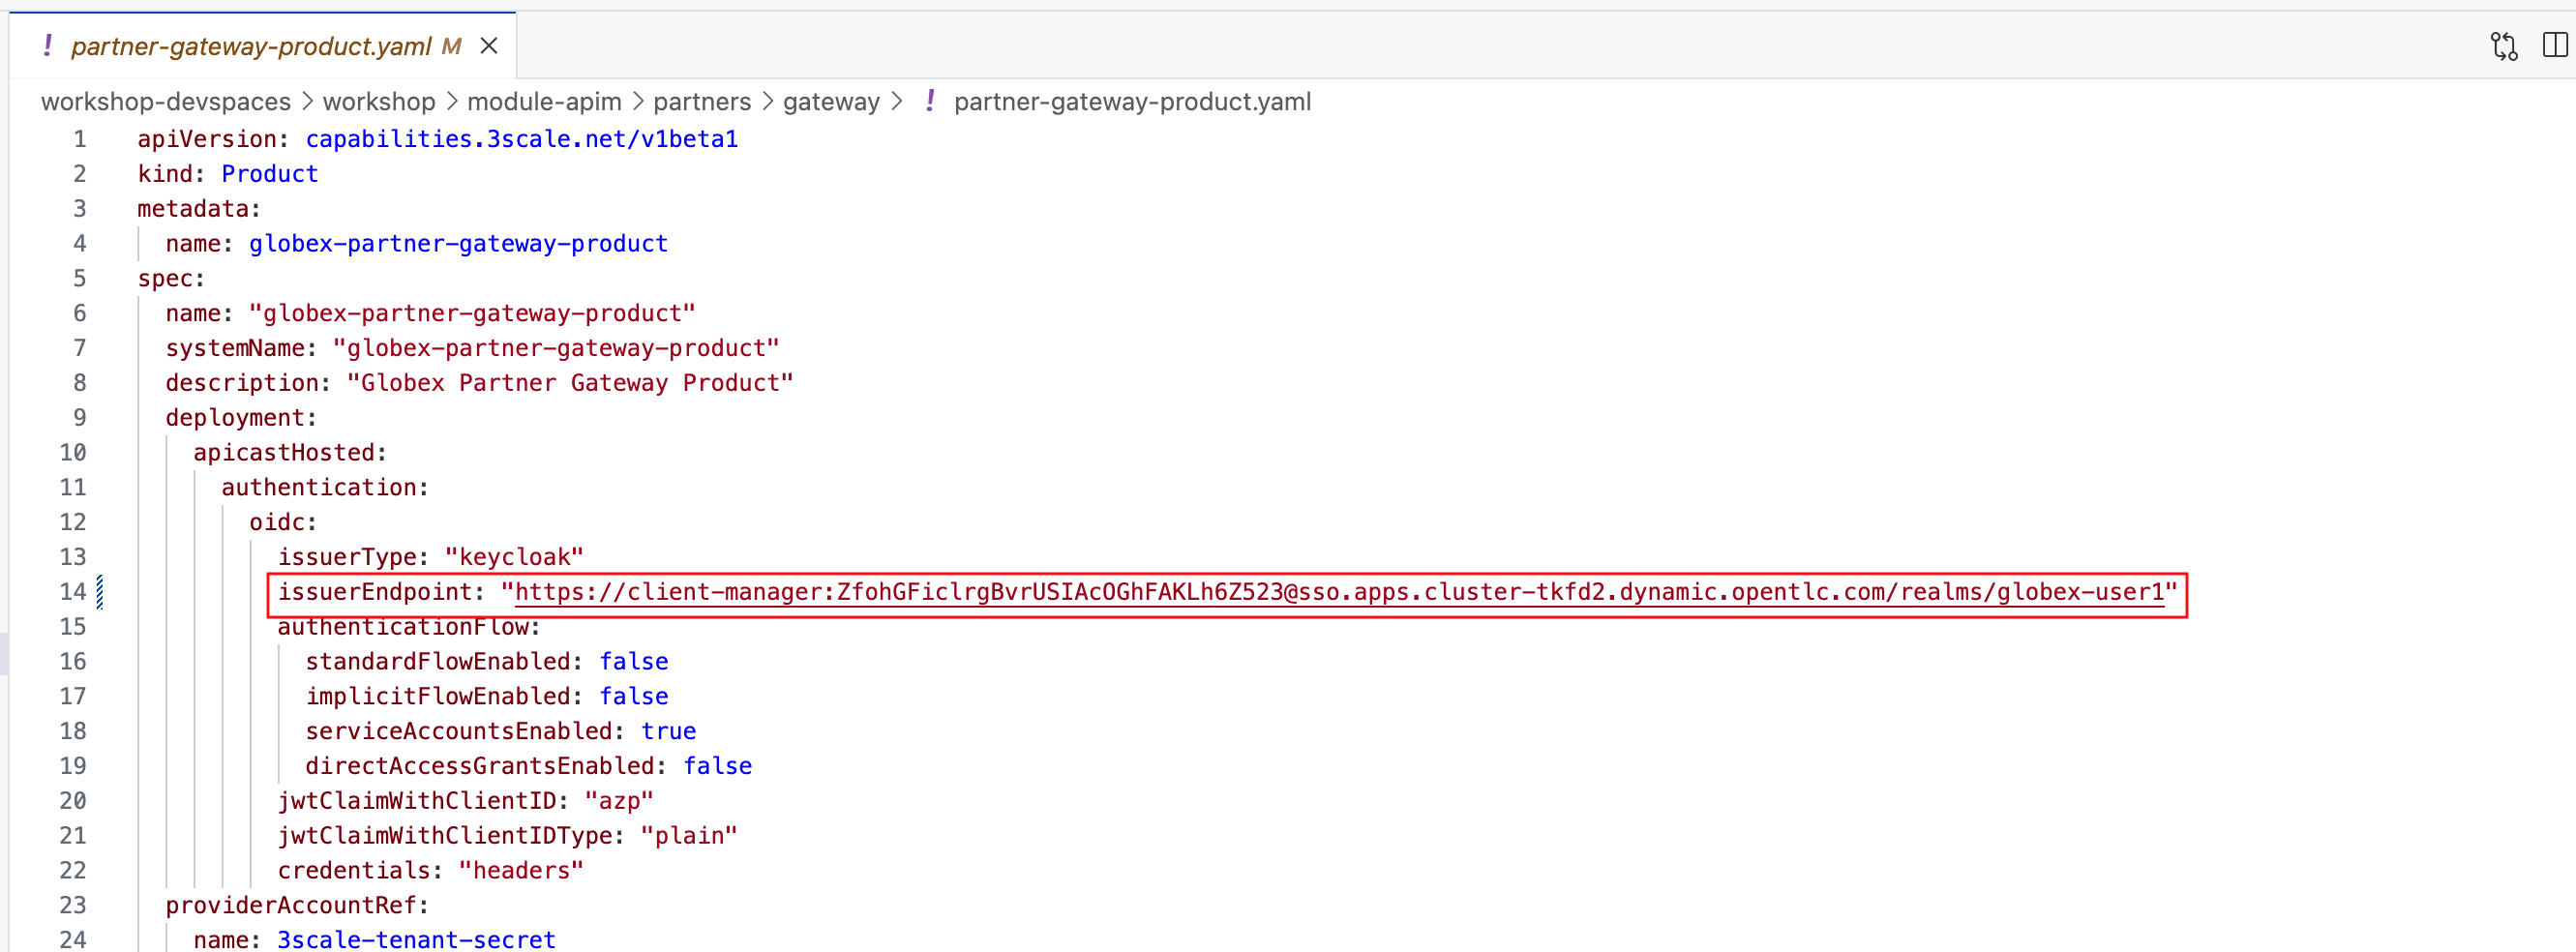 ! partner-gateway-product.yaml M ×
workshop-devspaces > workshop > module-apim > partners > gateway > ! partner-gateway-product.yaml
1 apiVersion: capabilities.3scale.net/v1beta1
2 kind: Product
3 metadata:
4 name: globex-partner-gateway-product
5 spec:
6 name: "globex-partner-gateway-product"
7 systemName: "globex-partner-gateway-product"
8 description: "Globex Partner Gateway Product"
9 deployment:
10 apicastHosted:
11 authentication:
12 oidc:
13 issuerType: "keycloak"
14 issuerEndpoint: "https://client-manager:ZfohGFiclrgBvrUSIAcOGhFAKLh6Z523@sso.apps.cluster-tkfd2.dynamic.opentlc.com/realms/globex-user1"
15 authenticationFlow:
16 standardFlowEnabled: false
17 implicitFlowEnabled: false
18 serviceAccountsEnabled: true
19 directAccessGrantsEnabled: false
20 jwtClaimWithClientID: "azp"
21 jwtClaimWithClientIDType: "plain"
22 credentials: "headers"
23 providerAccountRef:
24 name: 3scale-tenant-secret